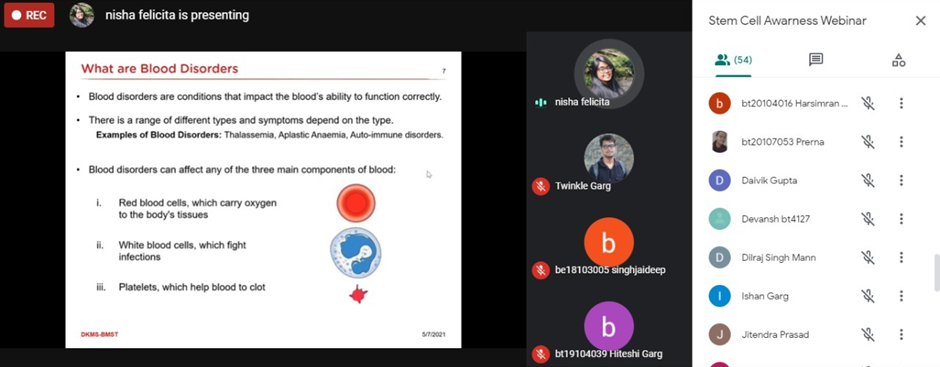 REC
nisha felicita is presenting
What are Blood Disorders
7
• Blood disorders are conditions that impact the blood's ability to function correctly.
• There is a range of different types and symptoms depend on the type.
Examples of Blood Disorders: Thalassemia, Aplastic Anaemia, Auto-immune disorders.
• Blood disorders can affect any of the three main components of blood:
i. Red blood cells, which carry oxygen
to the body's tissues
ii. White blood cells, which fight
infections
iii. Platelets, which help blood to clot
DKMS-BMST
5/7/2021
nisha felicita
Twinkle Garg
b
be18103005 singhjaideep
b
bt19104039 Hiteshi Garg
Stem Cell Awarness Webinar
(54)
b
bt20104016 Harsimran ...
bt20107053 Prerna
D
Daivik Gupta
Devansh bt4127
D
Dilraj Singh Mann
I
Ishan Garg
J
Jitendra Prasad